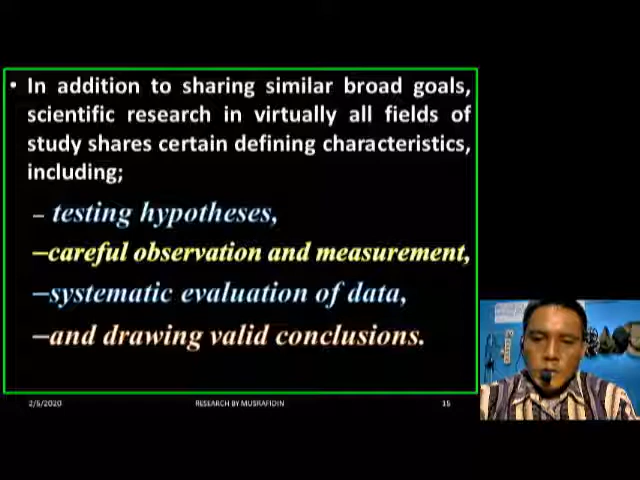 • In addition to sharing similar broad goals,
scientific research in virtually all fields of
study shares certain defining characteristics,
including;
– testing hypotheses,
–careful observation and measurement,
–systematic evaluation of data,
–and drawing valid conclusions.
2/5/2020 RESEARCH BY MUSRAFIDIN 15